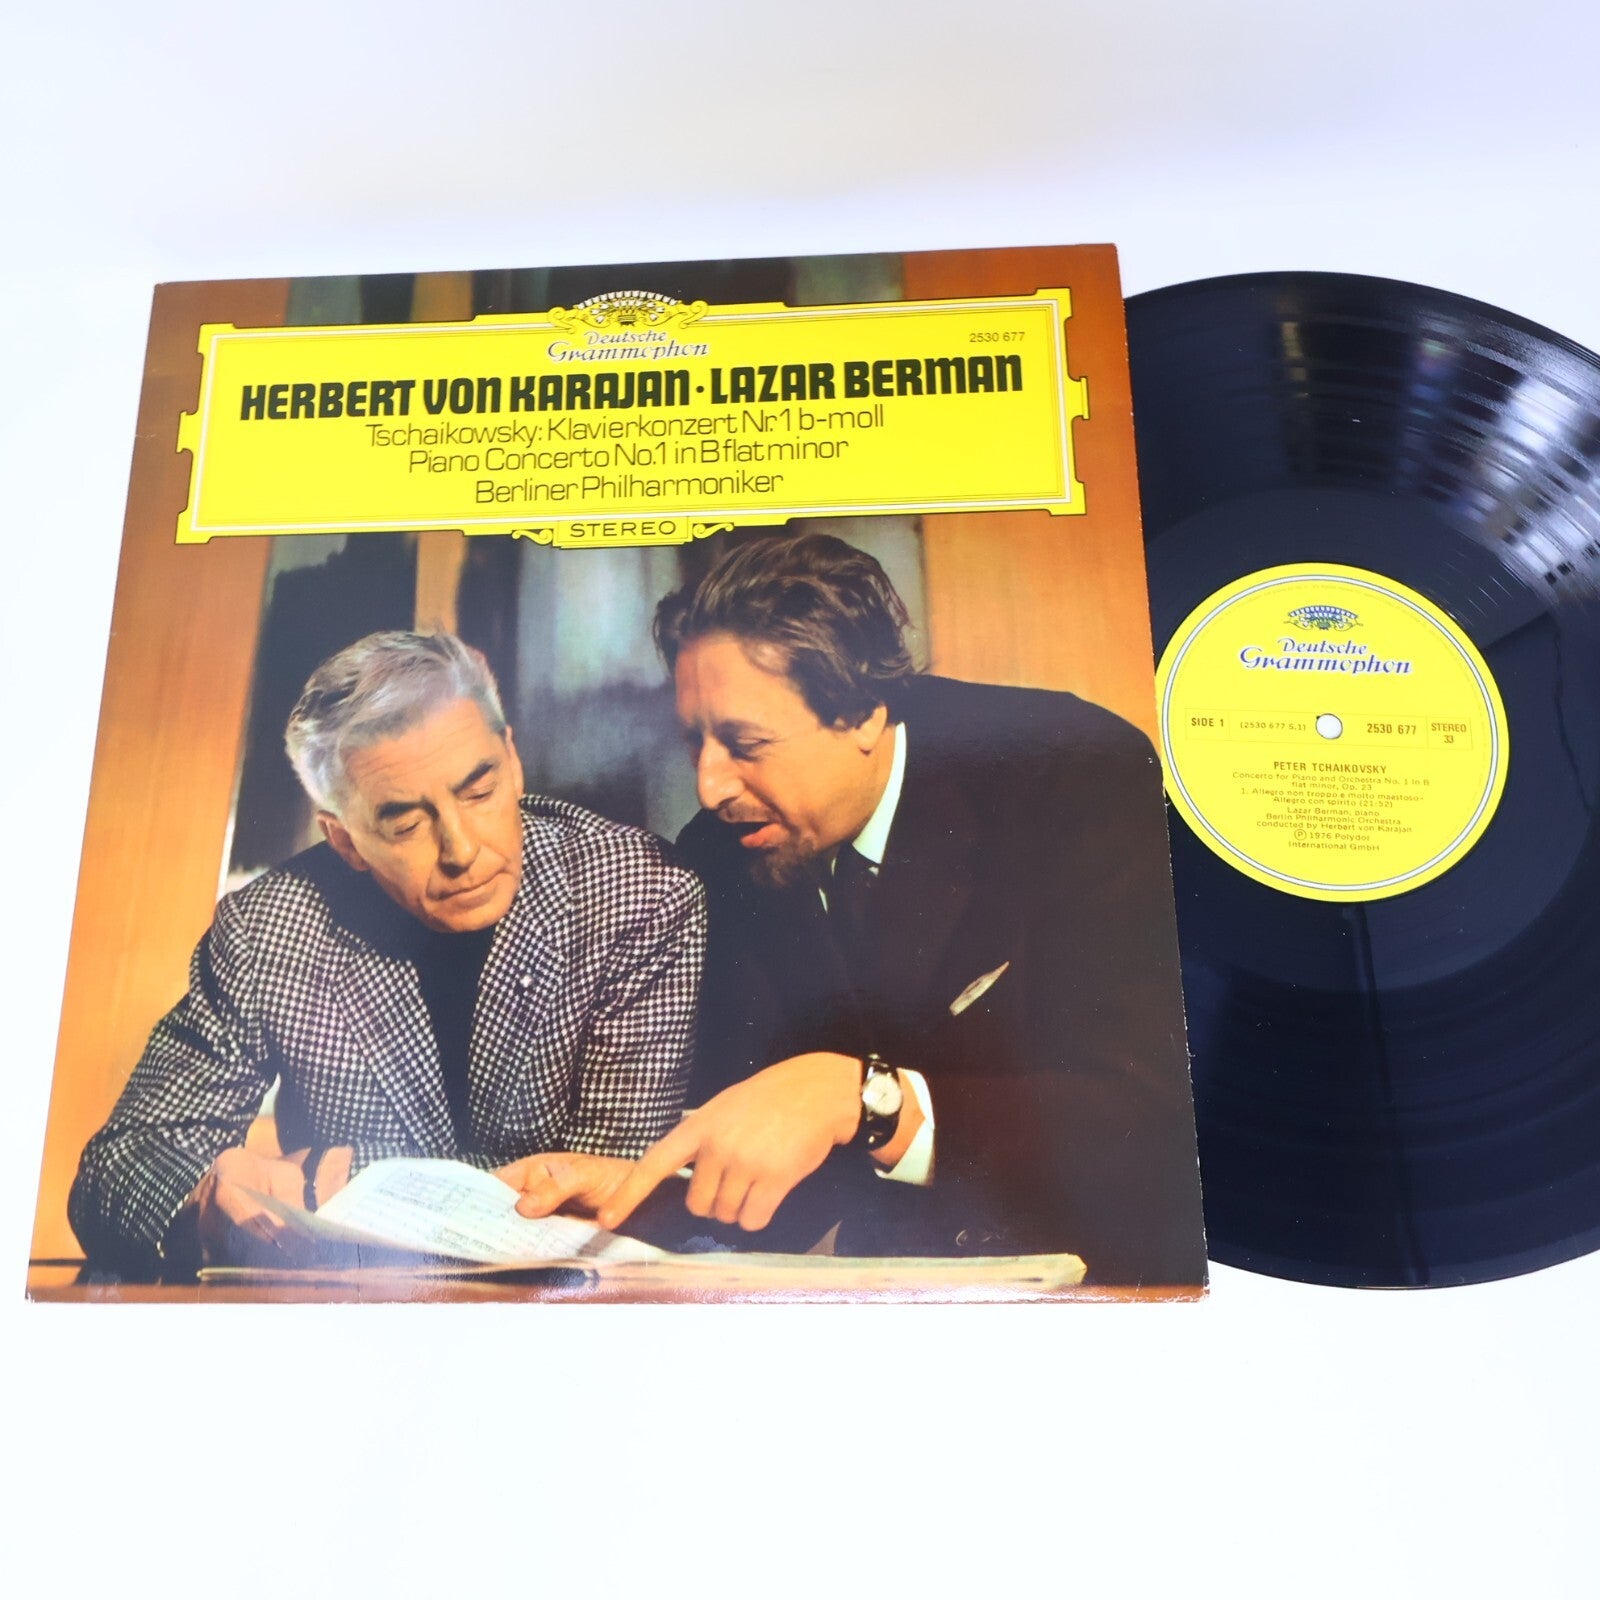 Deutsche
Grammophon
2530 677
HERBERT VON KARAJAN · LAZAR BERMAN
Tschaikowsky: Klavierkonzert Nr. 1 b-moll
Piano Concerto No. 1 in B flat minor
Berliner Philharmoniker
STEREO
Deutsche
Grammophon
SIDE 1
(2530 677 S.1)
2530 677
STEREO
33
PETER TCHAIKOVSKY
Concerto for Piano and Orchestra No. 1 in B
flat minor, Op. 23
1. Allegro non troppo e molto maestoso -
Allegro con spirito (21:52)
Lazar Berman, piano
Berlin Philharmonic Orchestra
conducted by Herbert von Karajan
Ⓟ 1976 Polydor
International GmbH